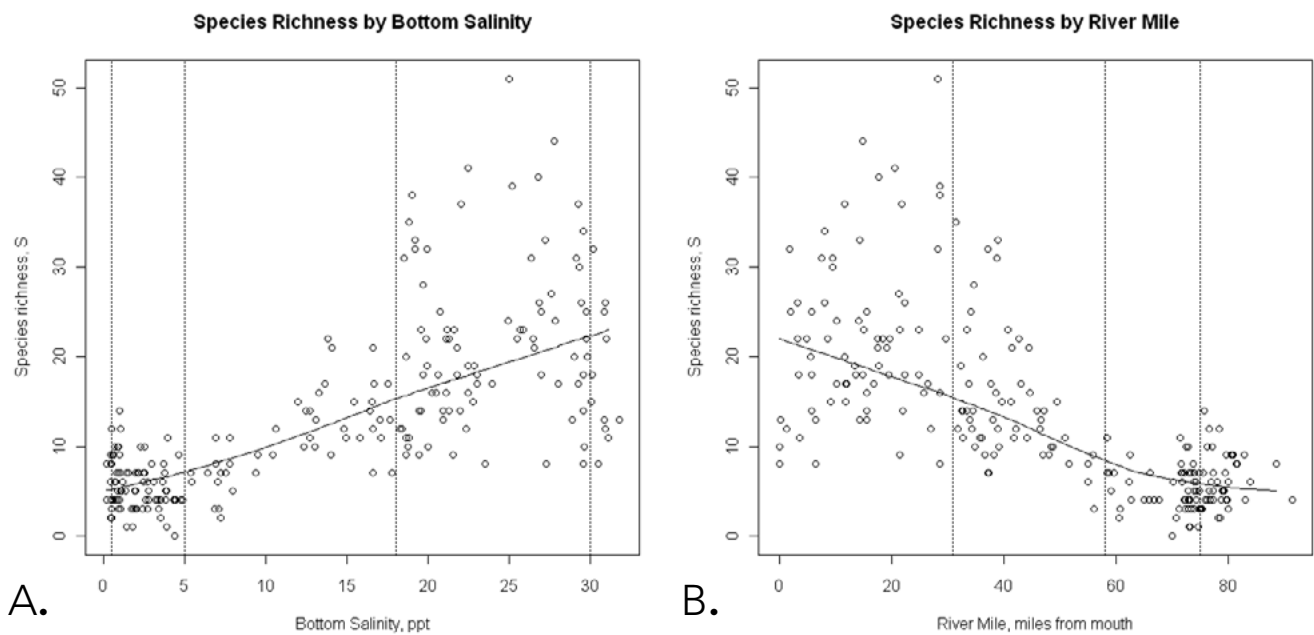 Species Richness by Bottom Salinity
Species richness, S
50
40
30
20
10
0
0 5 10 15 20 25 30
Bottom Salinity, ppt
A.
Species Richness by River Mile
Species richness, S
50
40
30
20
10
0
0 20 40 60 80
River Mile, miles from mouth
B.